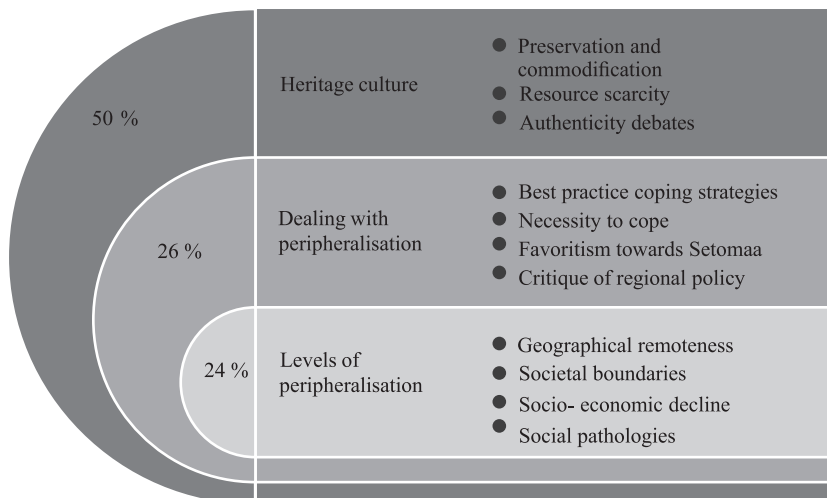 50 %
Heritage culture
Preservation and
commodification
Resource scarcity
Authenticity debates
26 %
Dealing with
peripheralisation
Best practice coping strategies
Necessity to cope
Favoritism towards Setomaa
Critique of regional policy
24 %
Levels of
peripheralisation
Geographical remoteness
Societal boundaries
Socio- economic decline
Social pathologies